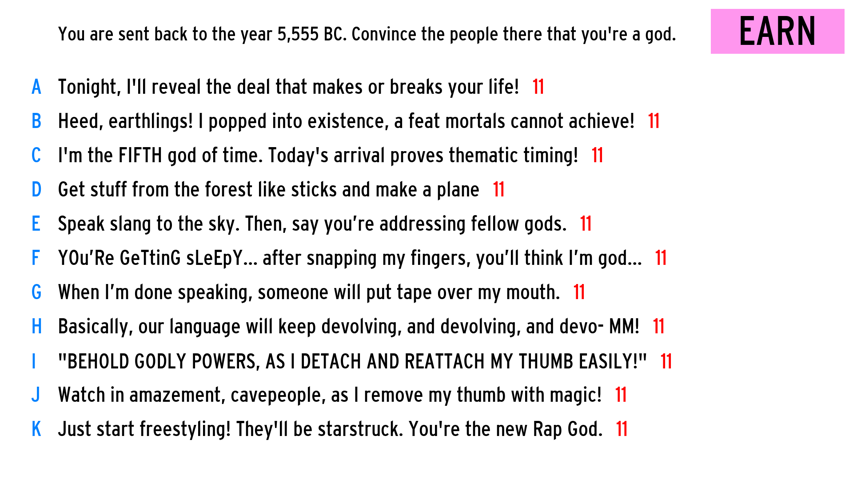 You are sent back to the year 5,555 BC. Convince the people there that you're a god.
EARN
A Tonight, I'll reveal the deal that makes or breaks your life! 11
B Heed, earthlings! I popped into existence, a feat mortals cannot achieve! 11
C I'm the FIFTH god of time. Today's arrival proves thematic timing! 11
D Get stuff from the forest like sticks and make a plane 11
E Speak slang to the sky. Then, say you’re addressing fellow gods. 11
F YOu’Re GeTtinG sLeEpY... after snapping my fingers, you’ll think I’m god... 11
G When I’m done speaking, someone will put tape over my mouth. 11
H Basically, our language will keep devolving, and devolving, and devo- MM! 11
I "BEHOLD GODLY POWERS, AS I DETACH AND REATTACH MY THUMB EASILY!" 11
J Watch in amazement, cavepeople, as I remove my thumb with magic! 11
K Just start freestyling! They'll be starstruck. You're the new Rap God. 11